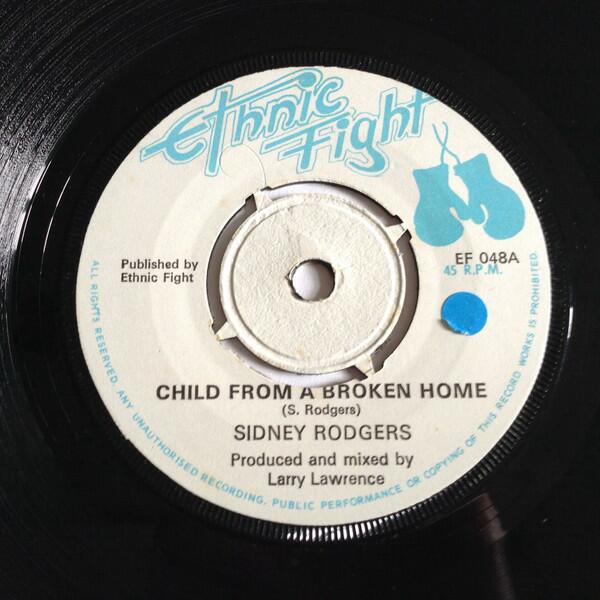 Ethnic
Fight
Published by
Ethnic Fight
EF 048A
45 R.P.M.
CHILD FROM A BROKEN HOME
(S. Rodgers)
SIDNEY RODGERS
Produced and mixed by
Larry Lawrence
ALL RIGHTS RESERVED. ANY UNAUTHORISED RECORDING, PUBLIC PERFORMANCE OR COPYING OF THIS RECORD WORKS IS PROHIBITED.